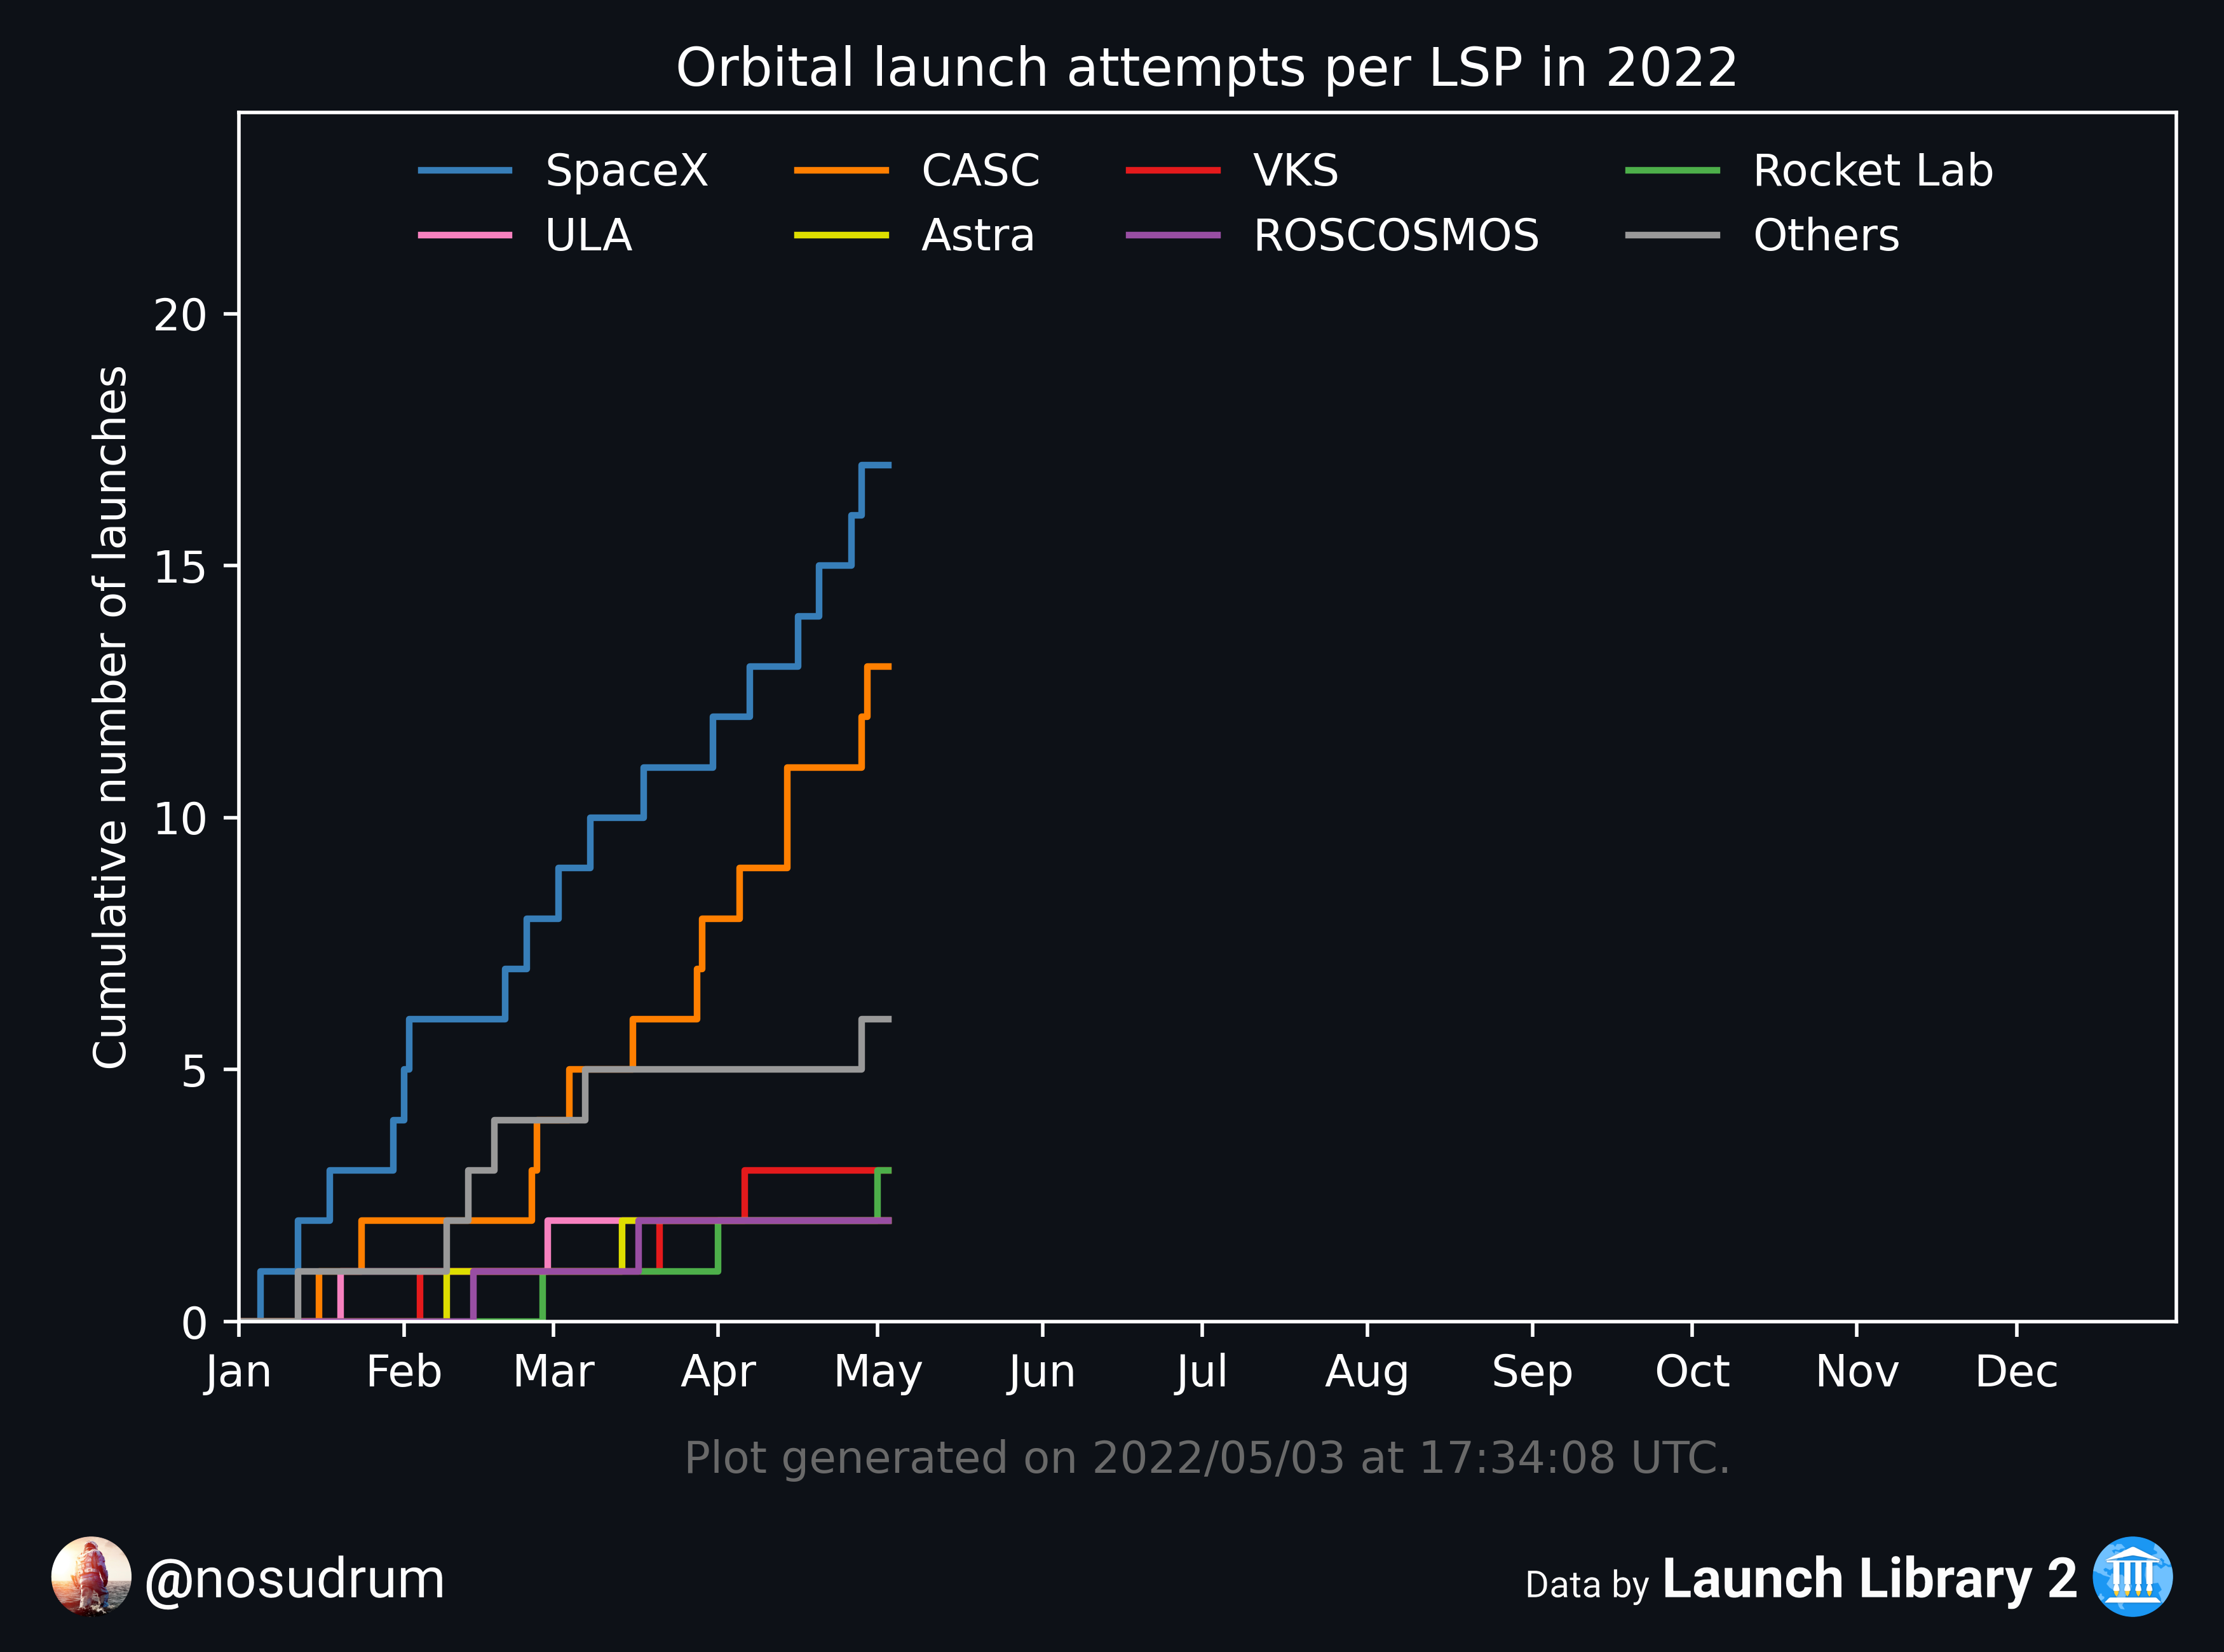 Orbital launch attempts per LSP in 2022
SpaceX CASC VKS Rocket Lab
ULA Astra ROSCOSMOS Others
Cumulative number of launches
20
15
10
5
0
Jan Feb Mar Apr May Jun Jul Aug Sep Oct Nov Dec
Plot generated on 2022/05/03 at 17:34:08 UTC.
@nosudrum
Data by Launch Library 2